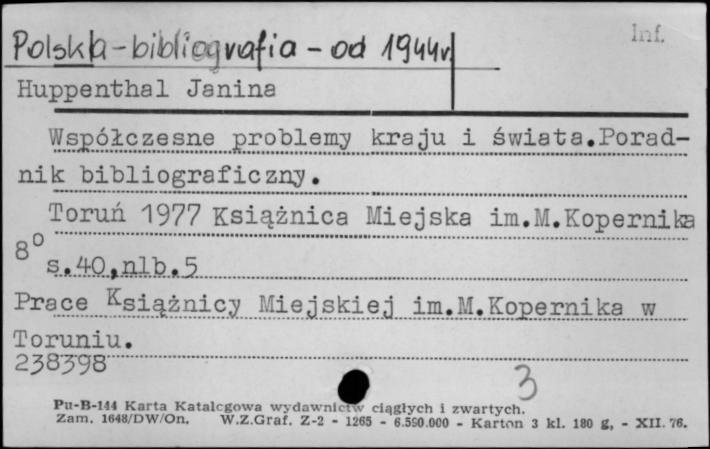 Inf.
Polska - bibliografia - od 1944r.
Huppenthal Janina
Współczesne problemy kraju i świata.Porad-
nik bibliograficzny.
Toruń 1977 Książnica Miejska im.M.Kopernika
8⁰
s.40,nlb.5
Prace Książnicy Miejskiej im.M.Kopernika w
Toruniu.
238398
3
Pu-B-144 Karta Katalogowa wydawnictw ciągłych i zwartych.
Zam. 1648/DW/On. W.Z.Graf. Z-2 - 1265 - 6.590.000 - Karton 3 kl. 180 g, - XII. 76.